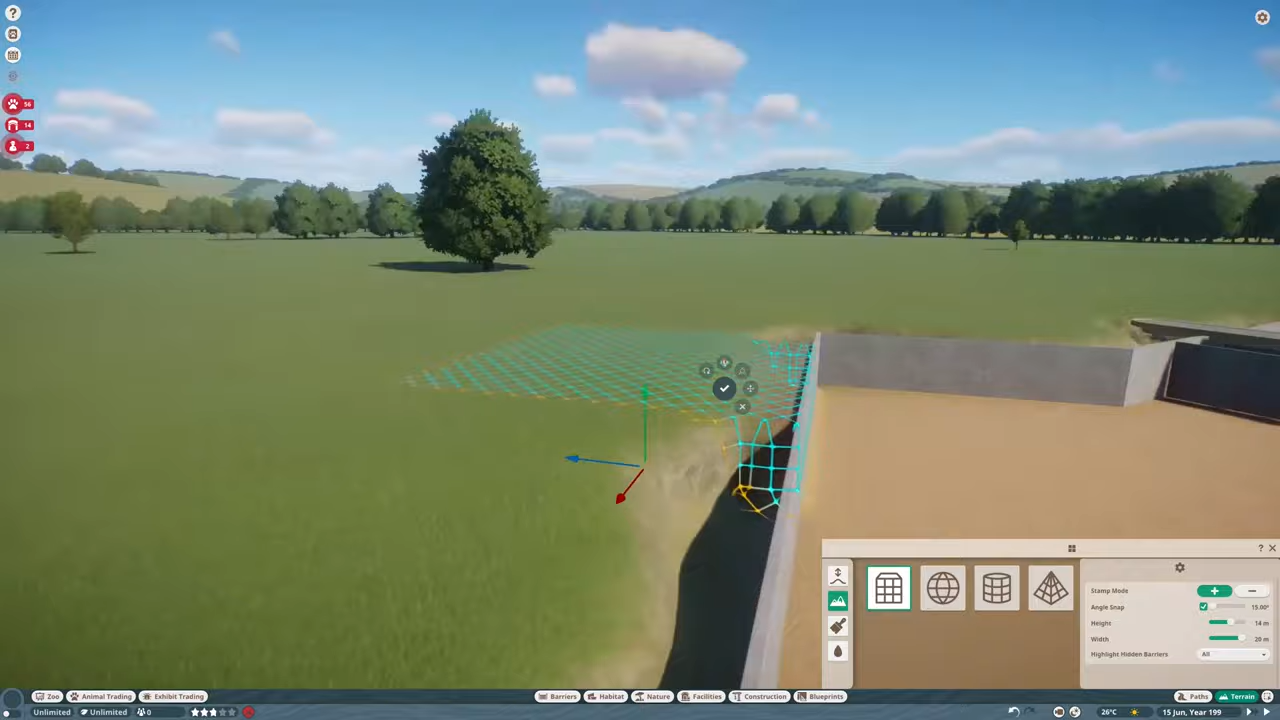 ?
56
14
2
? ×
Stamp Mode + −
Angle Snap 15.00°
Height 14 m
Width 20 m
Highlight Hidden Barriers All
Zoo Animal Trading Exhibit Trading Barriers Habitat Nature Facilities Construction Blueprints Paths Terrain
Unlimited Unlimited 0 26°C 15 Jun, Year 199